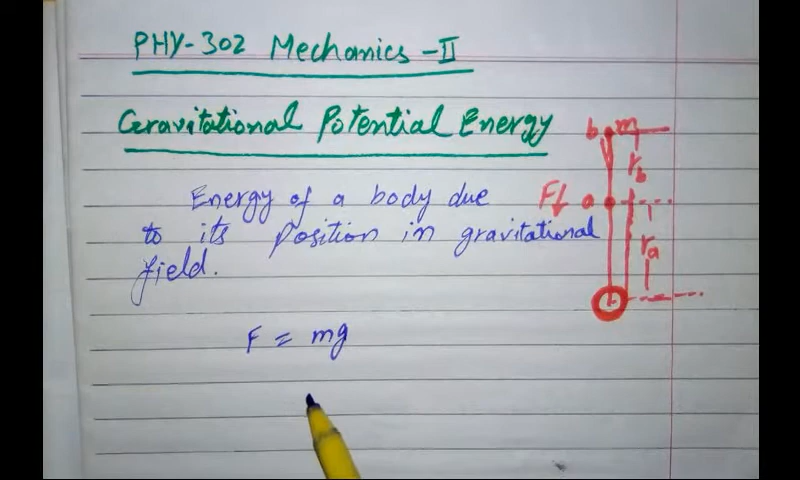 PHY-302 Mechanics-II
Gravitational Potential Energy
Energy of a body due
to its Position in gravitational
field.
F = mg
b m
r_b
F↓ a
r_a